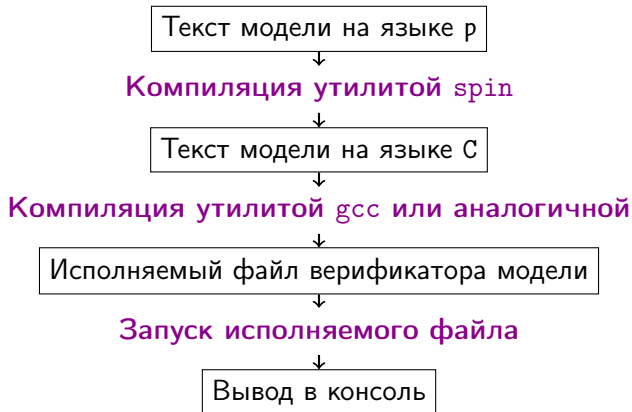 Текст модели на языке p
Компиляция утилитой spin
Текст модели на языке C
Компиляция утилитой gcc или аналогичной
Исполняемый файл верификатора модели
Запуск исполняемого файла
Вывод в консоль